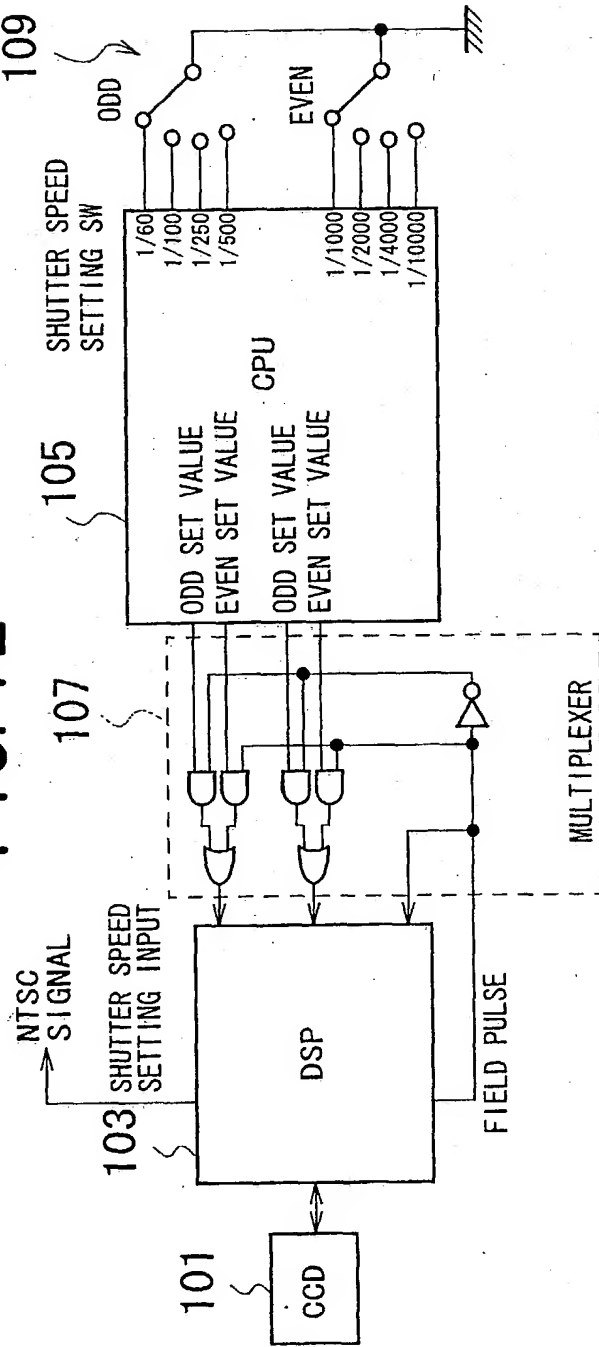 109
SHUTTER SPEED
SETTING SW
ODD
1/60
1/100
1/250
1/500
EVEN
1/1000
1/2000
1/4000
1/10000
105
CPU
ODD SET VALUE
EVEN SET VALUE
ODD SET VALUE
EVEN SET VALUE
107
MULTIPLEXER
NTSC
SIGNAL
103
SHUTTER SPEED
SETTING INPUT
DSP
FIELD PULSE
101
CCD